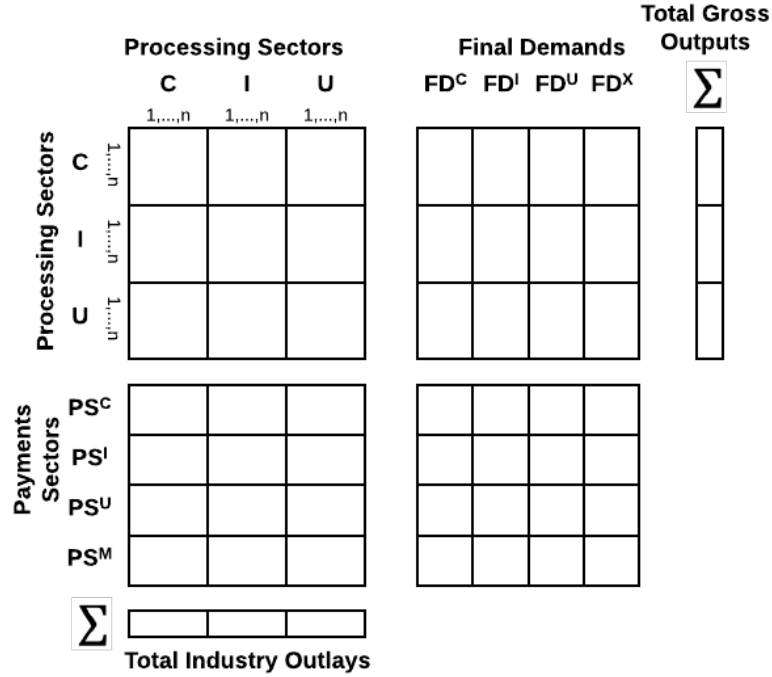 Total Gross
Outputs
Processing Sectors
Final Demands
∑
C I U
FDC FDI FDU FDX
1,...,n 1,...,n 1,...,n
Processing Sectors
C 1,...,n
I 1,...,n
U 1,...,n
Payments
Sectors
PSC
PSI
PSU
PSM
∑
Total Industry Outlays